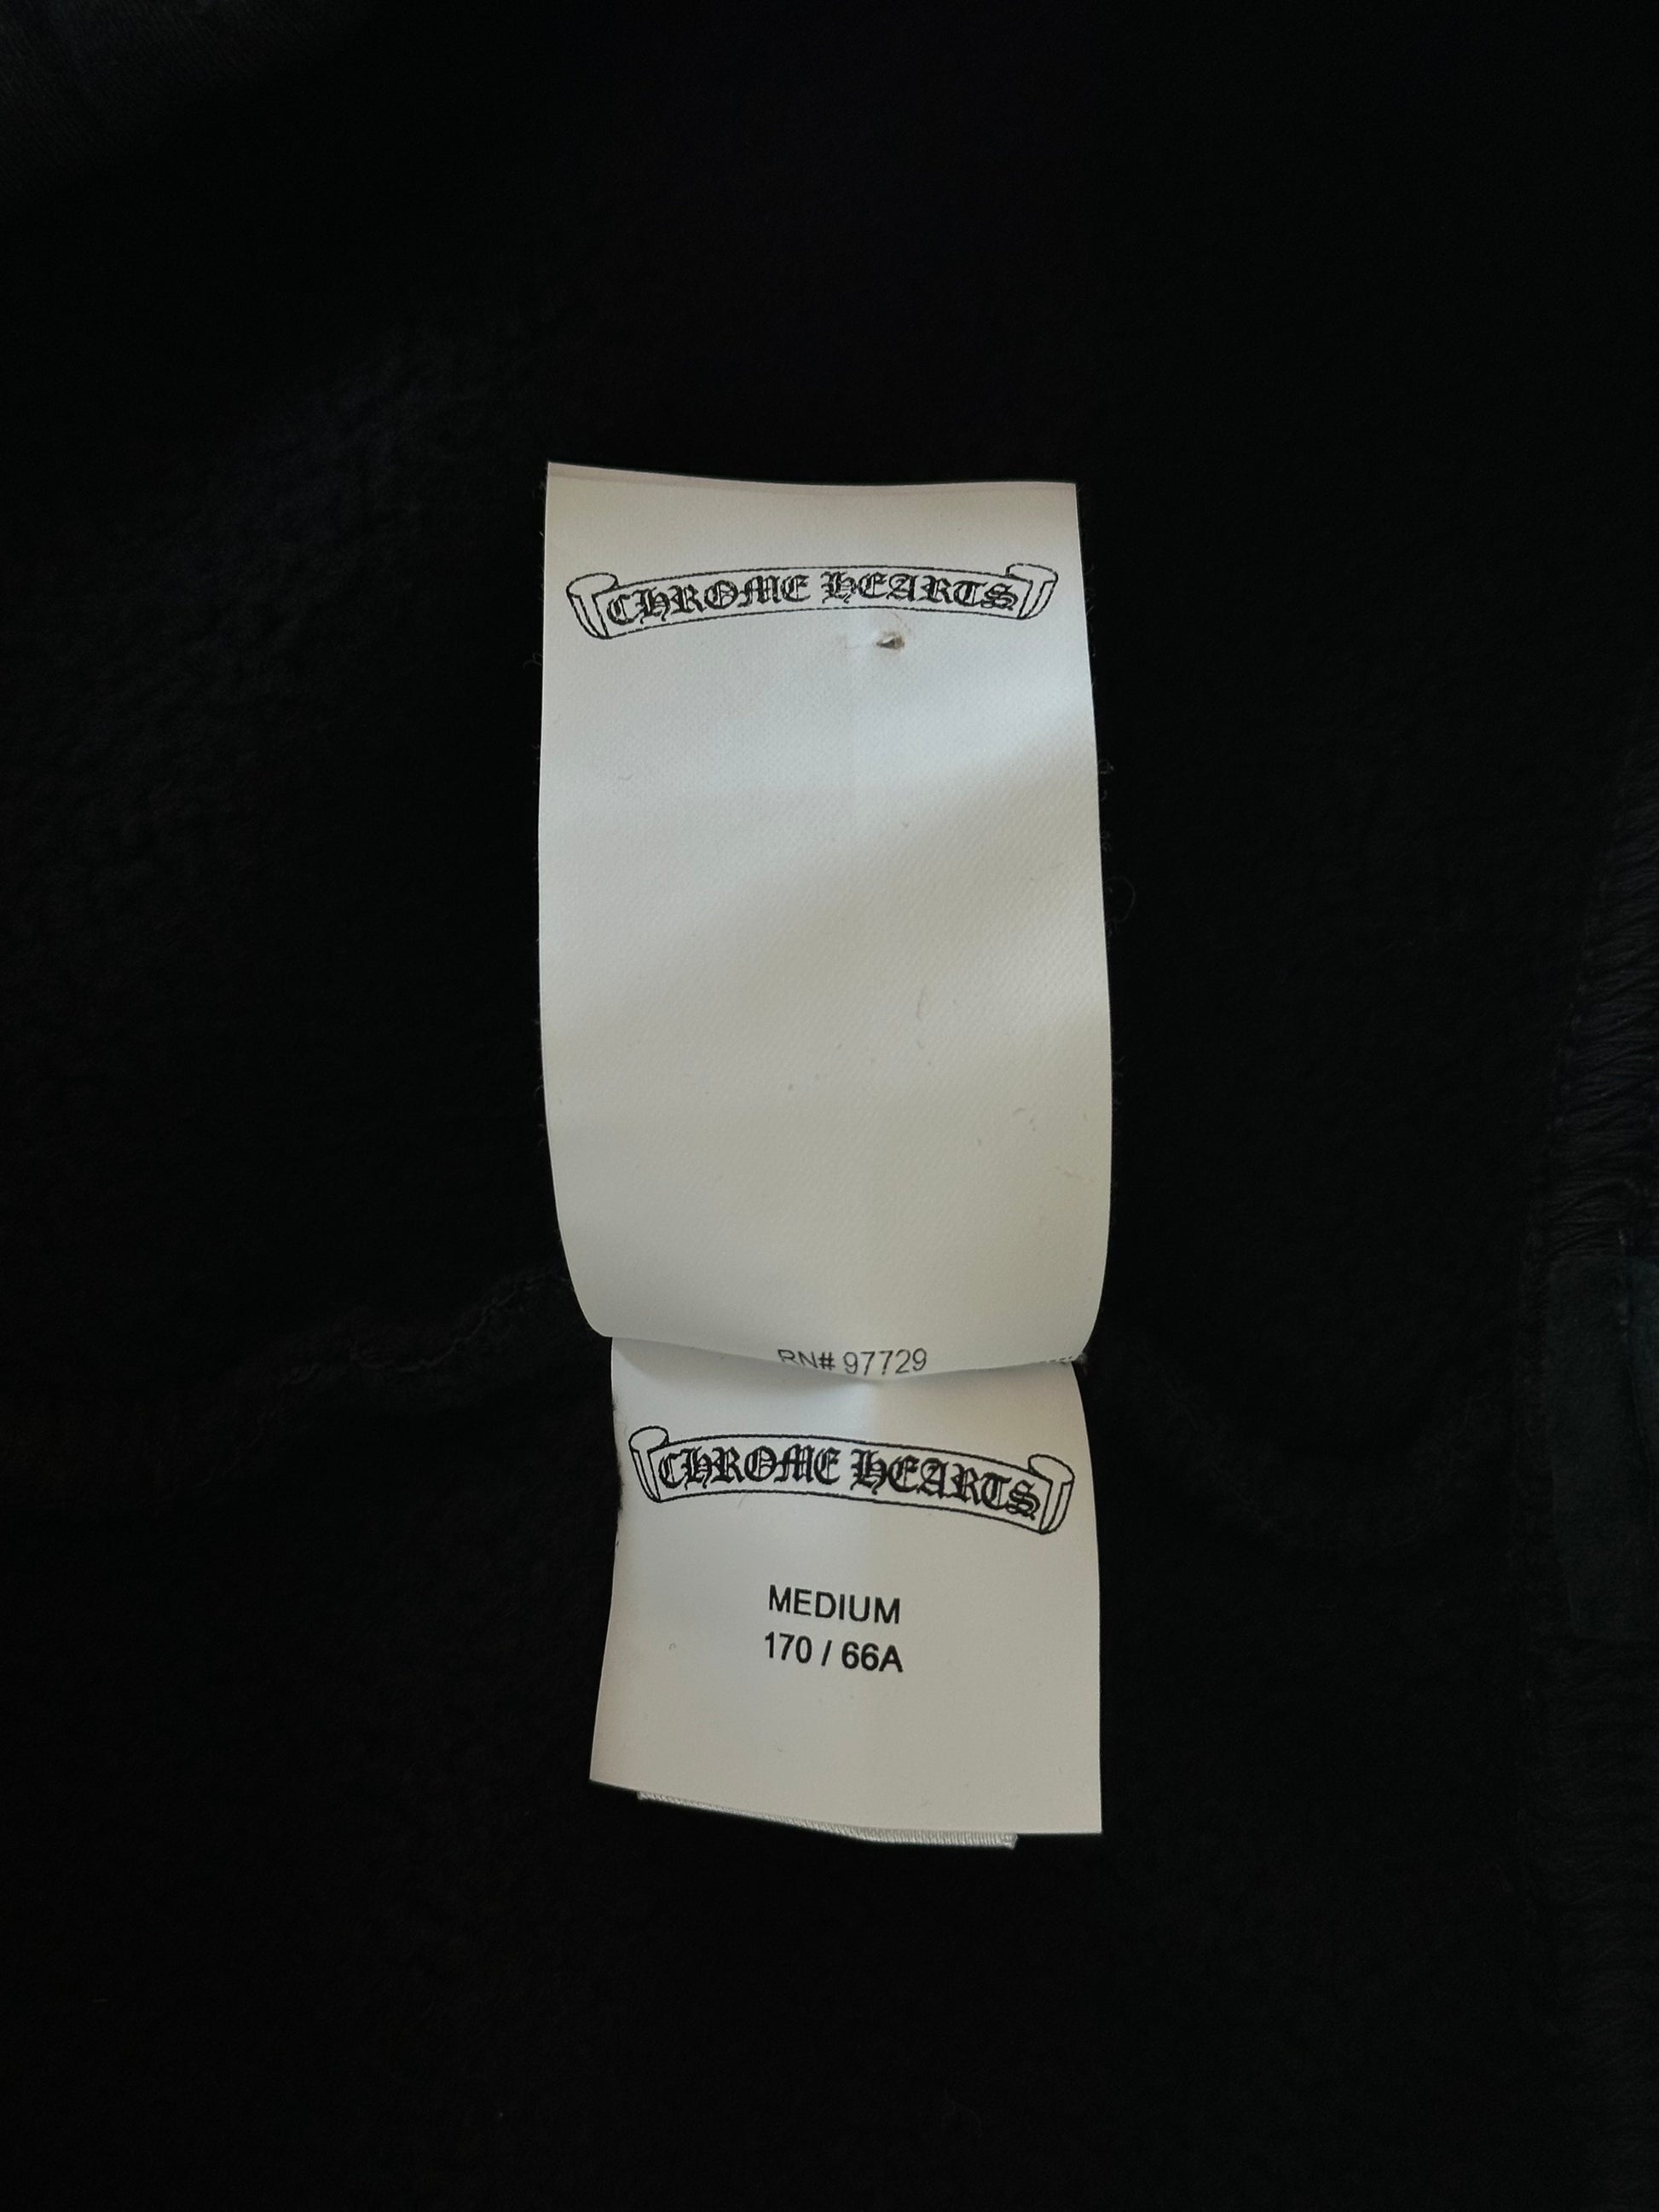 CHROME HEARTS
RN# 97729
CHROME HEARTS
MEDIUM
170 / 66A